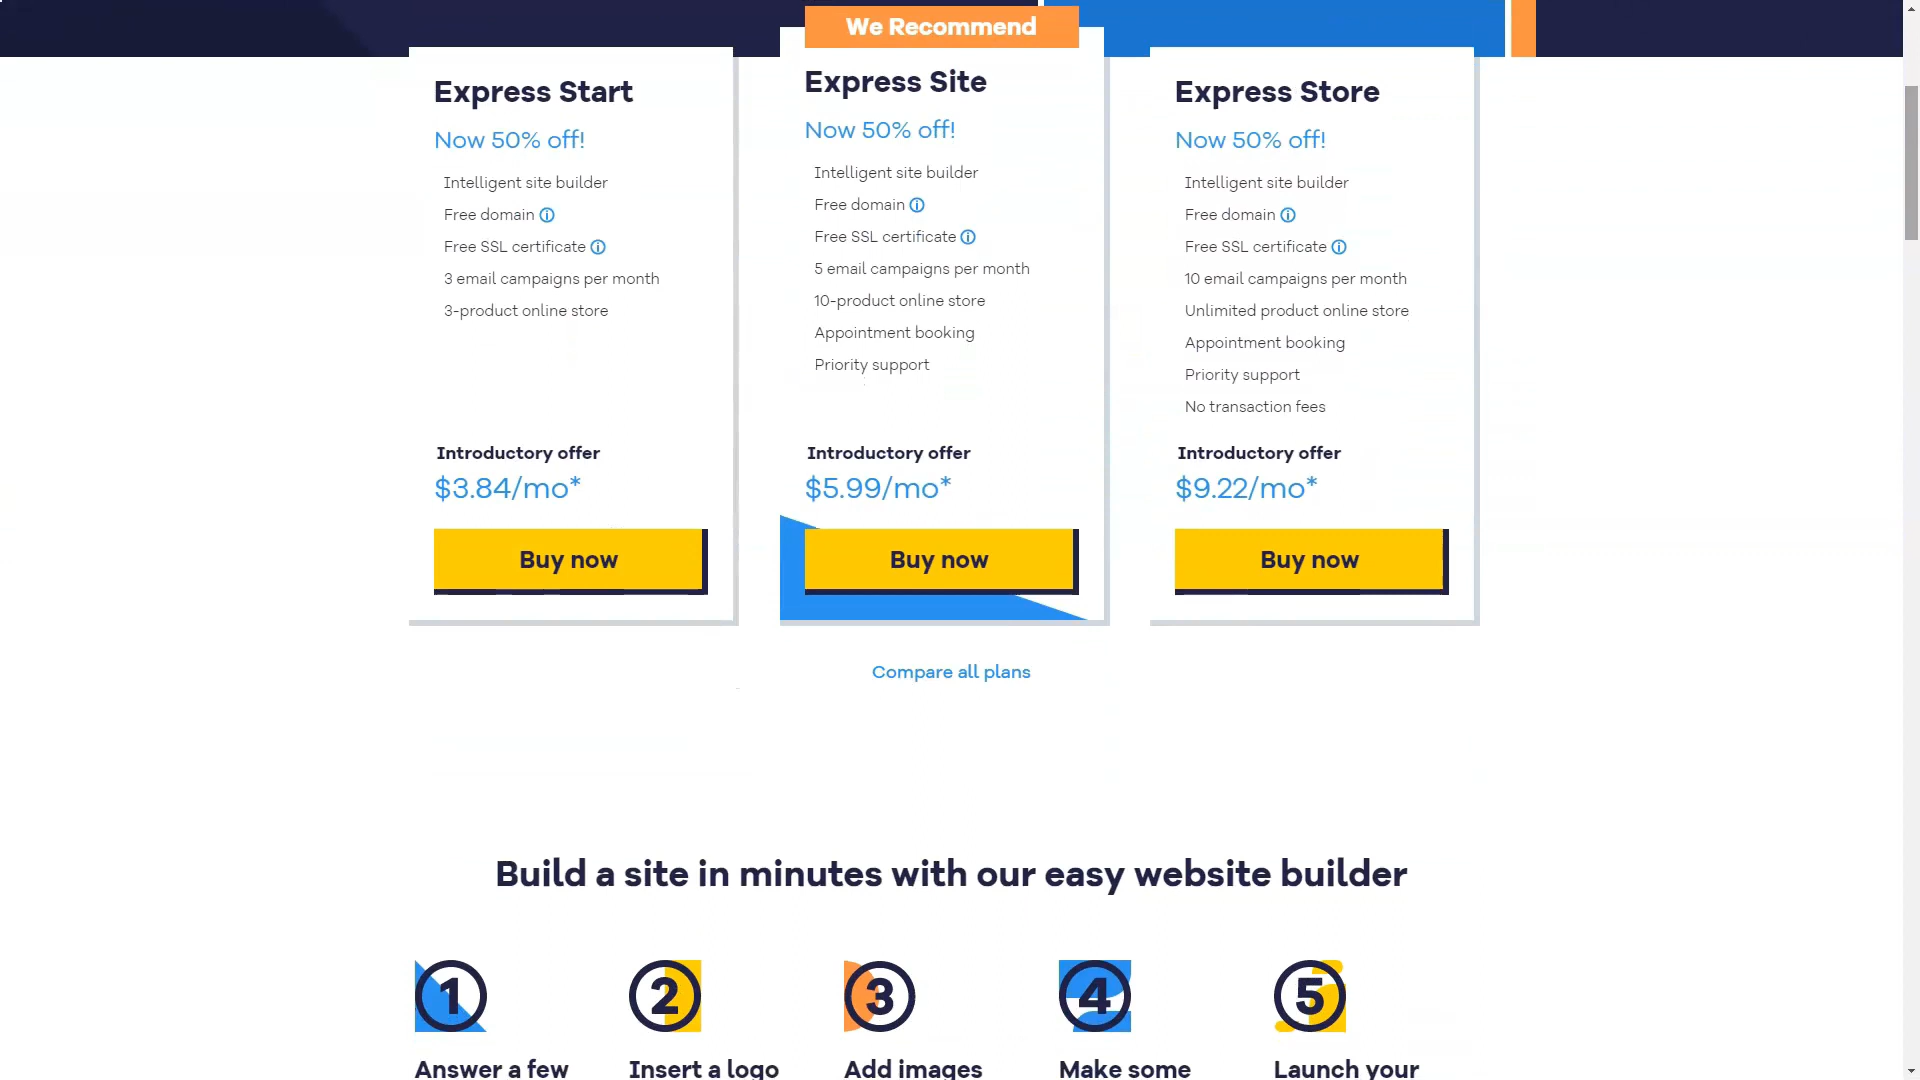 We Recommend
Express Start
Now 50% off!
Intelligent site builder
Free domain
Free SSL certificate
3 email campaigns per month
3-product online store
Introductory offer
$3.84/mo*
Buy now
Express Site
Now 50% off!
Intelligent site builder
Free domain
Free SSL certificate
5 email campaigns per month
10-product online store
Appointment booking
Priority support
Introductory offer
$5.99/mo*
Buy now
Express Store
Now 50% off!
Intelligent site builder
Free domain
Free SSL certificate
10 email campaigns per month
Unlimited product online store
Appointment booking
Priority support
No transaction fees
Introductory offer
$9.22/mo*
Buy now
Compare all plans
Build a site in minutes with our easy website builder
1
Answer a few
2
Insert a logo
3
Add images
4
Make some
5
Launch your